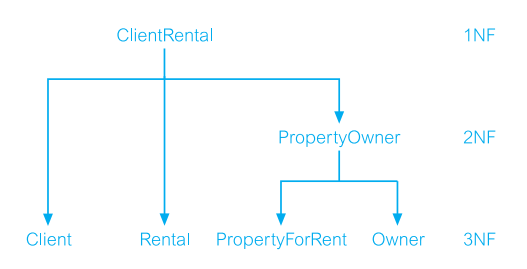 ClientRental 1NF
PropertyOwner 2NF
Client Rental PropertyForRent Owner 3NF